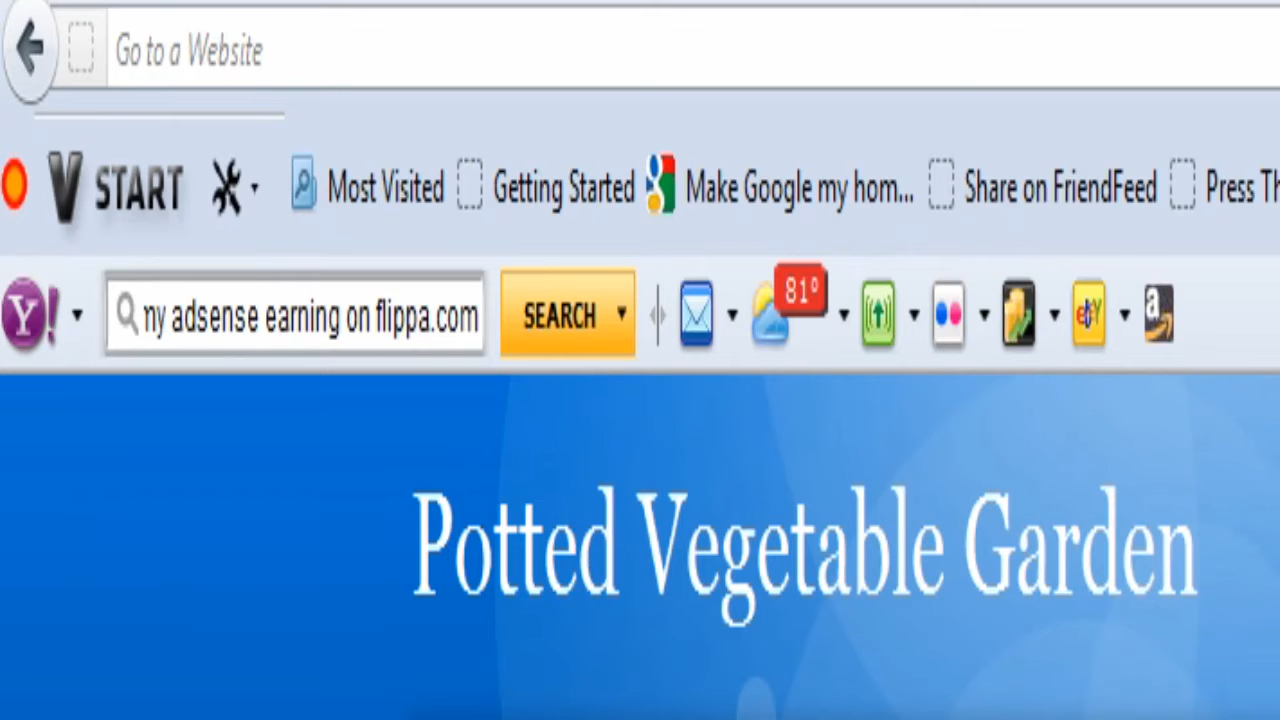 Go to a Website
V START Most Visited Getting Started Make Google my hom... Share on FriendFeed Press Th
Y! ny adsense earning on flippa.com SEARCH 81° ebY a
Potted Vegetable Garden